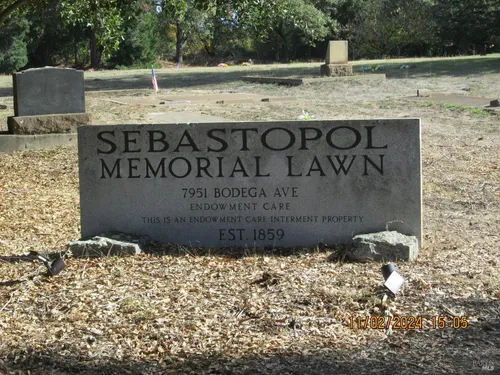 SEBASTOPOL
MEMORIAL LAWN
7951 BODEGA AVE
ENDOWMENT CARE
THIS IS AN ENDOWMENT CARE INTERMENT PROPERTY
EST. 1859
11/02/2024 15:05